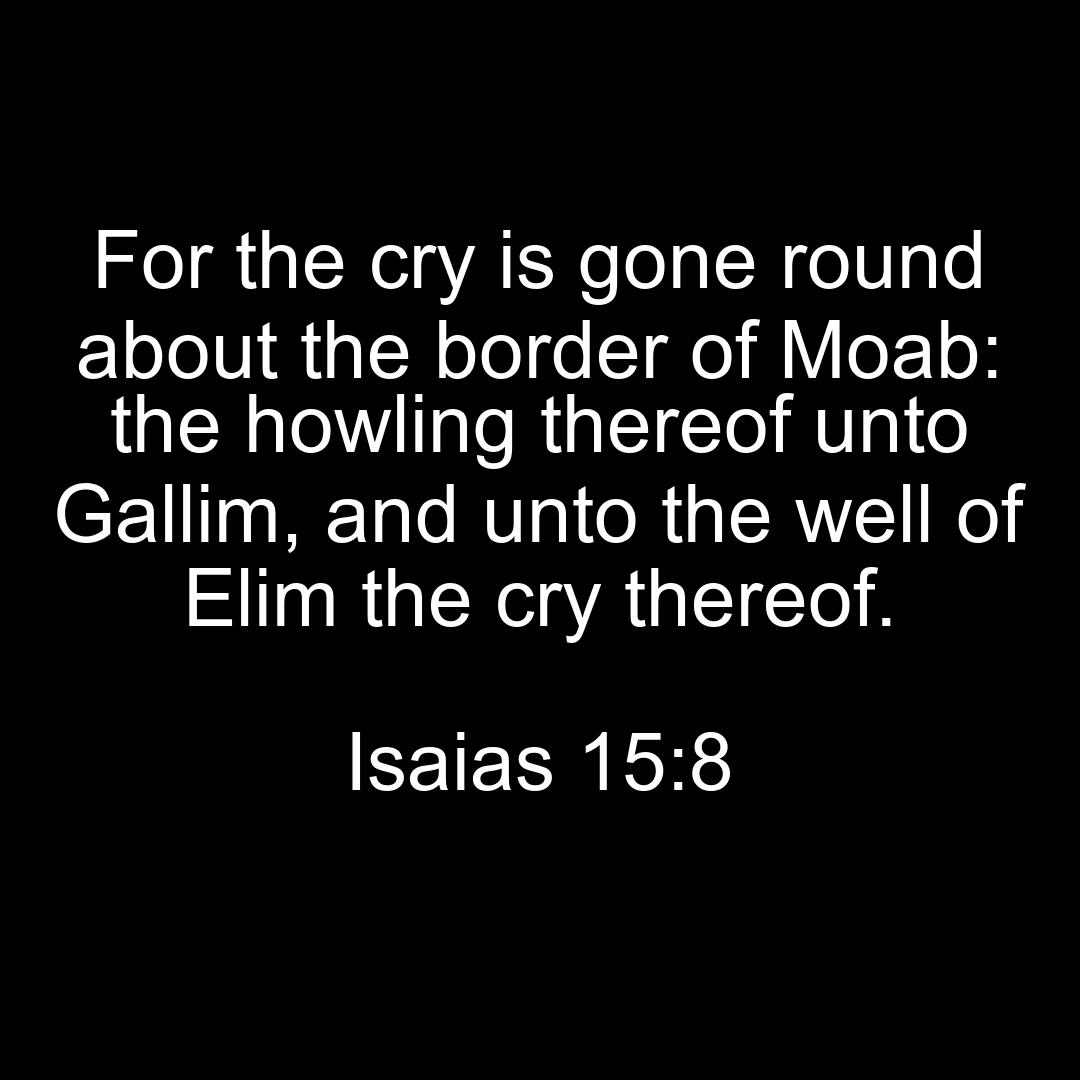 For the cry is gone round
about the border of Moab:
the howling thereof unto
Gallim, and unto the well of
Elim the cry thereof.
Isaias 15:8